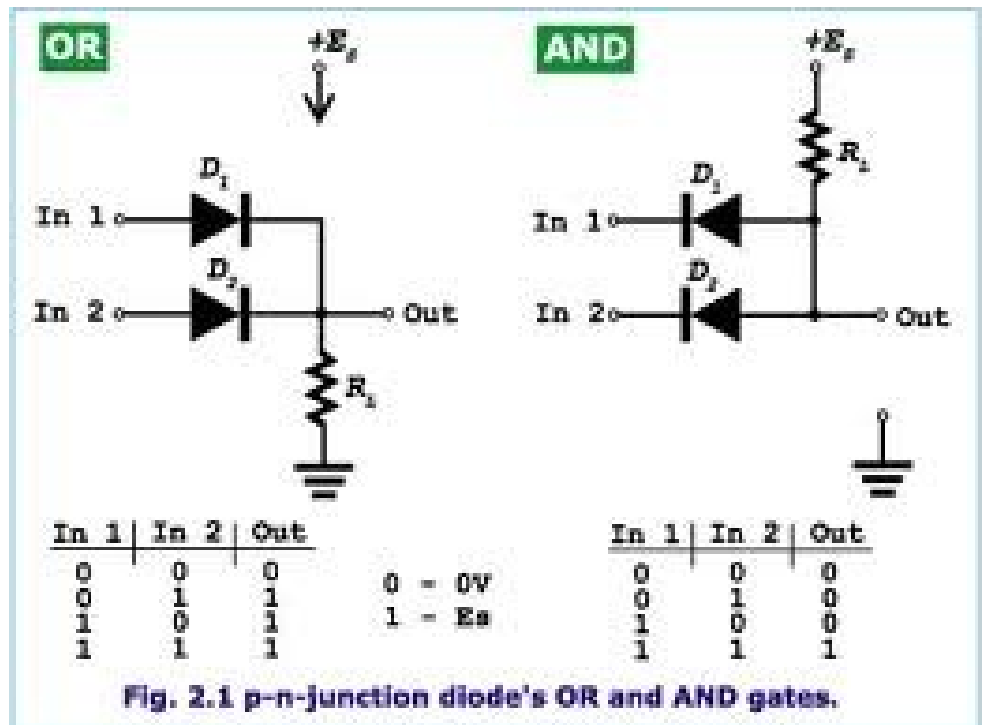 OR
+Es
D1
In 1
D2
In 2
Out
RL
In 1 | In 2 | Out
0 0 0
0 1 1
1 0 1
1 1 1
0 - 0V
1 - Es
AND
+Es
RL
D1
In 1
D2
In 2
Out
In 1 | In 2 | Out
0 0 0
0 1 0
1 0 0
1 1 1
Fig. 2.1 p-n-junction diode's OR and AND gates.